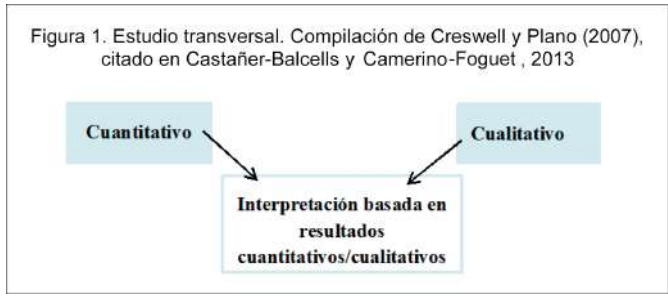 Figura 1. Estudio transversal. Compilación de Creswell y Plano (2007),
citado en Castañer-Balcells y Camerino-Foguet , 2013
Cuantitativo
Cualitativo
Interpretación basada en
resultados
cuantitativos/cualitativos